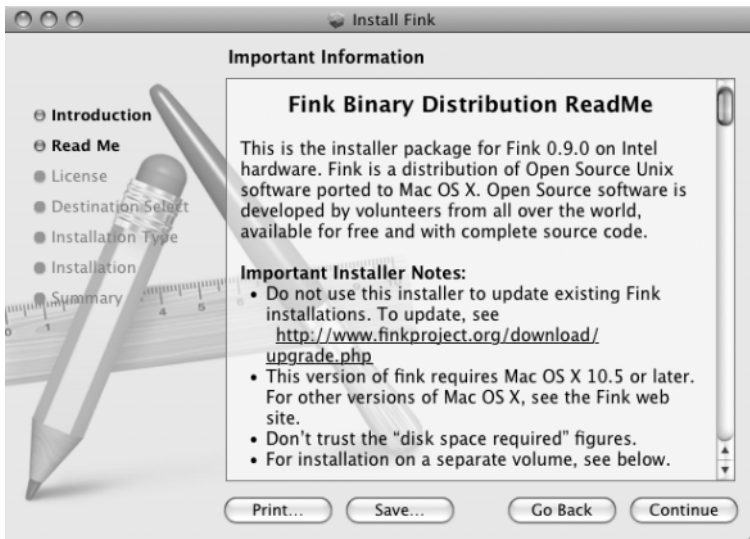 Install Fink
Important Information
Introduction
Read Me
License
Destination Select
Installation Type
Installation
Summary
Fink Binary Distribution ReadMe
This is the installer package for Fink 0.9.0 on Intel
hardware. Fink is a distribution of Open Source Unix
software ported to Mac OS X. Open Source software is
developed by volunteers from all over the world,
available for free and with complete source code.
Important Installer Notes:
• Do not use this installer to update existing Fink
installations. To update, see
http://www.finkproject.org/download/
upgrade.php
• This version of fink requires Mac OS X 10.5 or later.
For other versions of Mac OS X, see the Fink web
site.
• Don't trust the “disk space required” figures.
• For installation on a separate volume, see below.
Print... Save... Go Back Continue